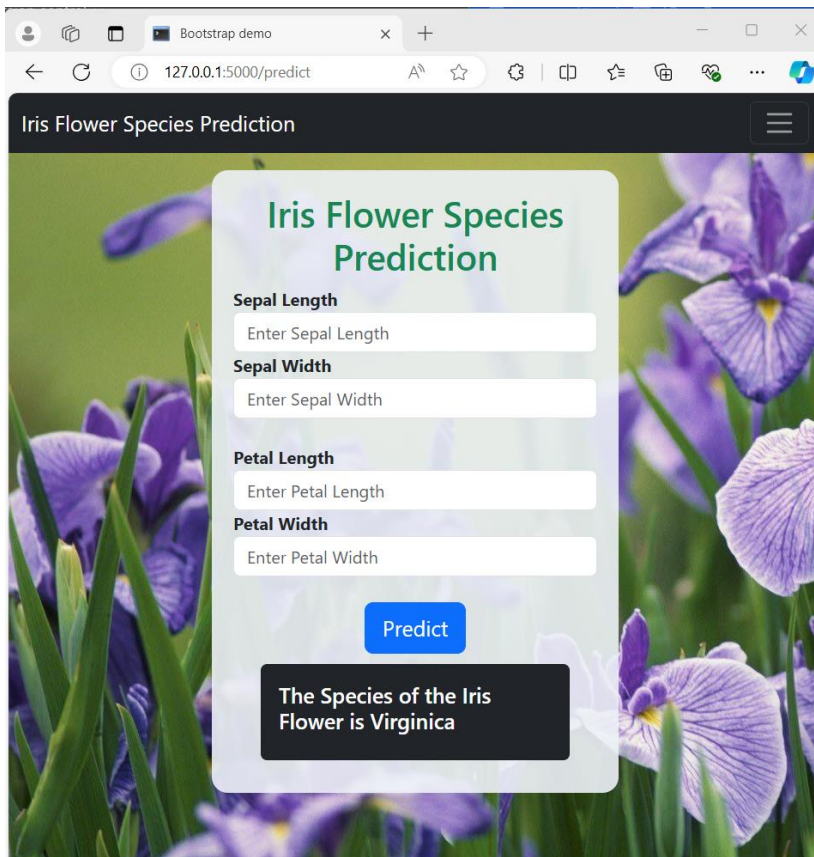 Bootstrap demo
127.0.0.1:5000/predict
Iris Flower Species Prediction
Iris Flower Species
Prediction
Sepal Length
Enter Sepal Length
Sepal Width
Enter Sepal Width
Petal Length
Enter Petal Length
Petal Width
Enter Petal Width
Predict
The Species of the Iris
Flower is Virginica